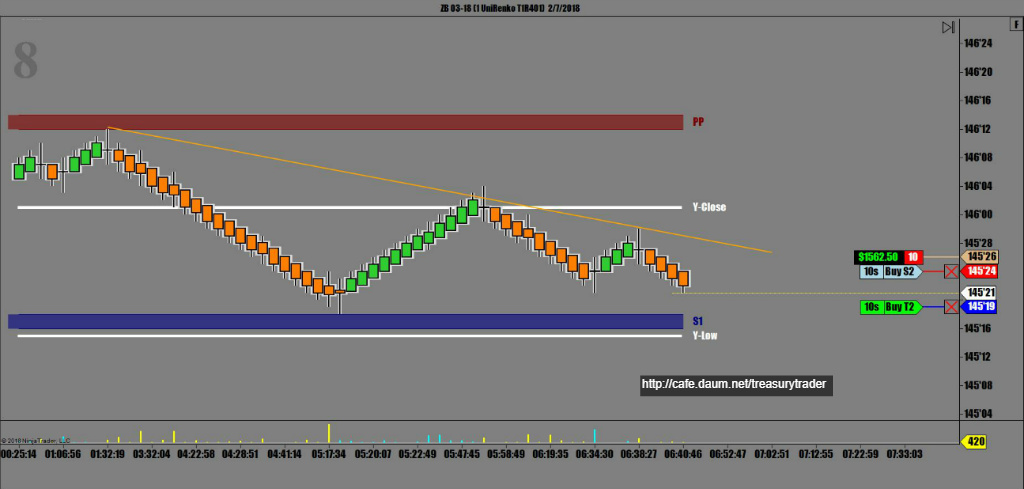 ZB 03-18 (1 UniRenko T1R401) 2/7/2018
F
8
146'24
146'20
146'16
PP
146'12
146'08
146'04
Y-Close
146'00
145'28
$1562.50 10
145'26
10s Buy S2
145'24
145'21
10s Buy T2
145'19
S1
145'16
Y-Low
145'12
http://cafe.daum.net/treasurytrader
145'08
145'04
© 2018 NinjaTrader, LLC
420
00:25:14 01:06:56 01:32:19 03:32:04 04:22:58 04:28:51 04:41:14 05:17:34 05:20:07 05:22:49 05:47:45 05:58:49 06:19:35 06:34:30 06:38:27 06:40:46 06:52:47 07:02:51 07:12:55 07:22:59 07:33:03